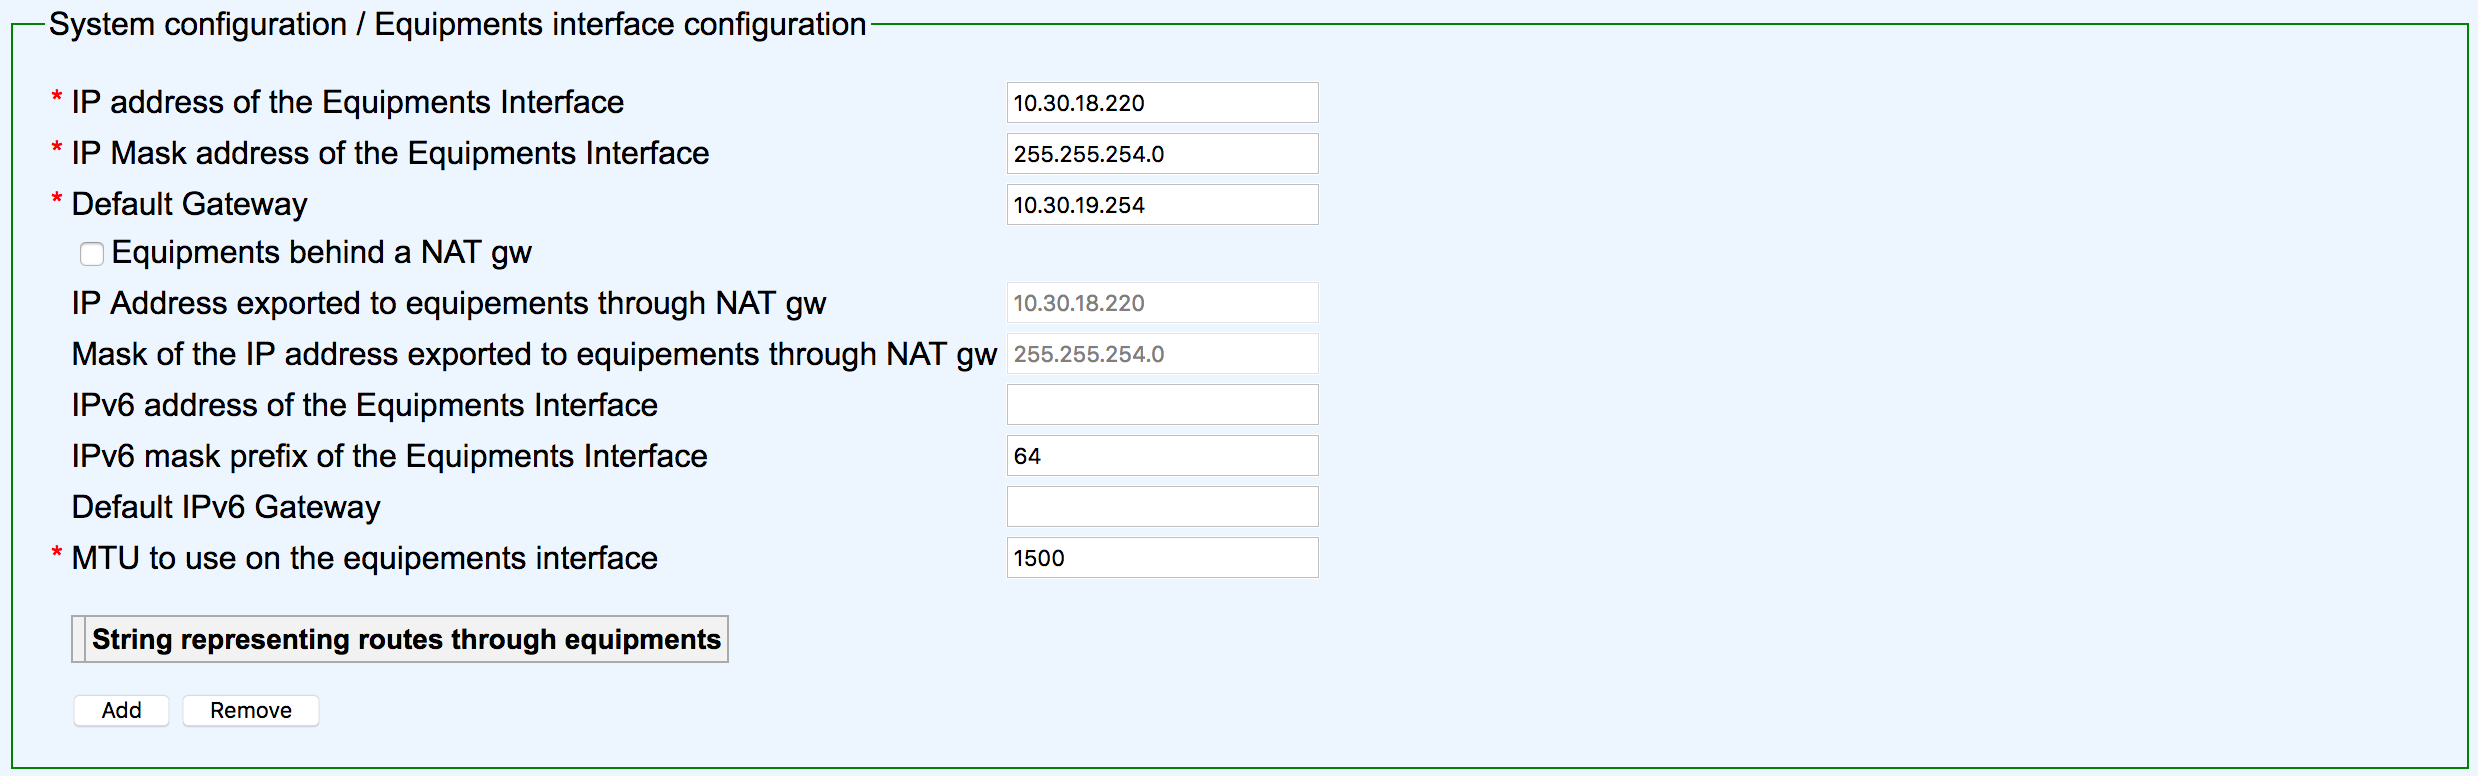 System configuration / Equipments interface configuration
* IP address of the Equipments Interface 10.30.18.220
* IP Mask address of the Equipments Interface 255.255.254.0
* Default Gateway 10.30.19.254
Equipments behind a NAT gw
IP Address exported to equipements through NAT gw 10.30.18.220
Mask of the IP address exported to equipements through NAT gw 255.255.254.0
IPv6 address of the Equipments Interface
IPv6 mask prefix of the Equipments Interface 64
Default IPv6 Gateway
* MTU to use on the equipements interface 1500
String representing routes through equipments
Add Remove